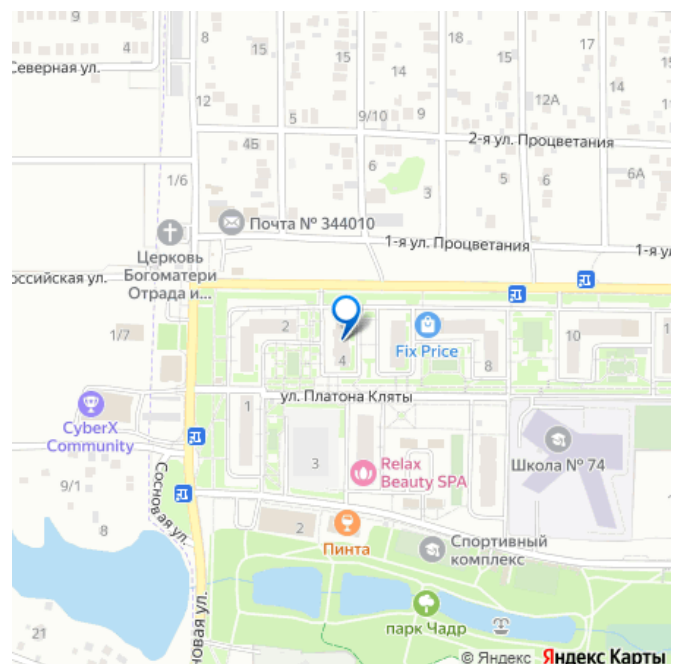 9
8
18
17
4
15
15
15
Северная ул.
14
14
12
12А
9/10
9
5
4Б
2-я ул. Процветания
6
1/6
3
5
6
6А
Почта № 344010
1-я ул. Процветания
1-я у
Церковь
Богоматери
Отрада и...
оссийская ул.
2
1/7
4
Fix Price
8
10
1
ул. Платона Кляты
1
CyberX
Community
3
Relax
Beauty SPA
Школа № 74
9/1
Сосновая ул.
8
2
Пинта
Спортивный
комплекс
новая ул.
парк Чадр
21
© Яндекс Яндекс Карты